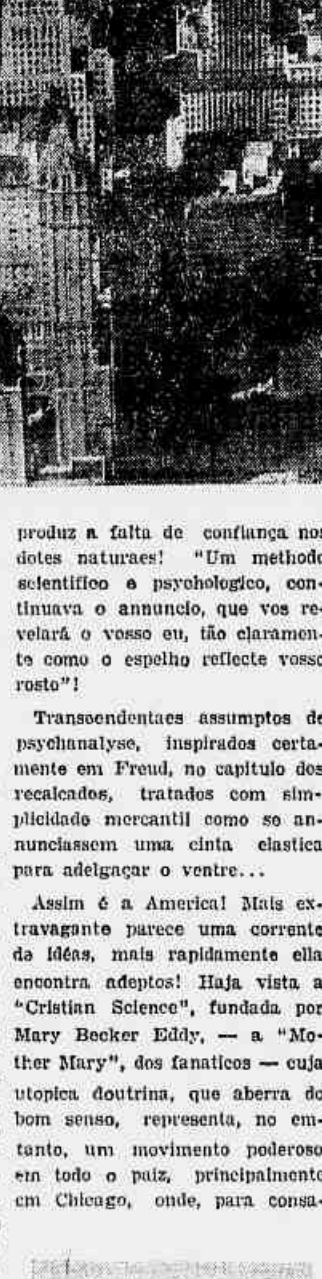 produz a falta de confiança nos
dotes naturaes! "Um methodo
scientifico e psychologico, con-
tinuava o annuncio, que vos re-
velará o vosso eu, tão claramen-
te como o espelho reflecte vosso
rosto"!
Transcendentaes assumptos de
psychanalyse, inspirados certa-
mente em Freud, no capitulo dos
recalcados, tratados com sim-
plicidade mercantil como se an-
nunciassem uma cinta elastica
para adelgaçar o ventre...
Assim é a America! Mais ex-
travagante parece uma corrente
de idéas, mais rapidamente ella
encontra adeptos! Haja vista a
"Cristian Science", fundada por
Mary Becker Eddy, — a "Mo-
ther Mary", dos fanaticos — cuja
utopica doutrina, que aberra do
bom senso, representa, no em-
tanto, um movimento poderoso
em todo o paiz, principalmente
em Chicago, onde, para consa-